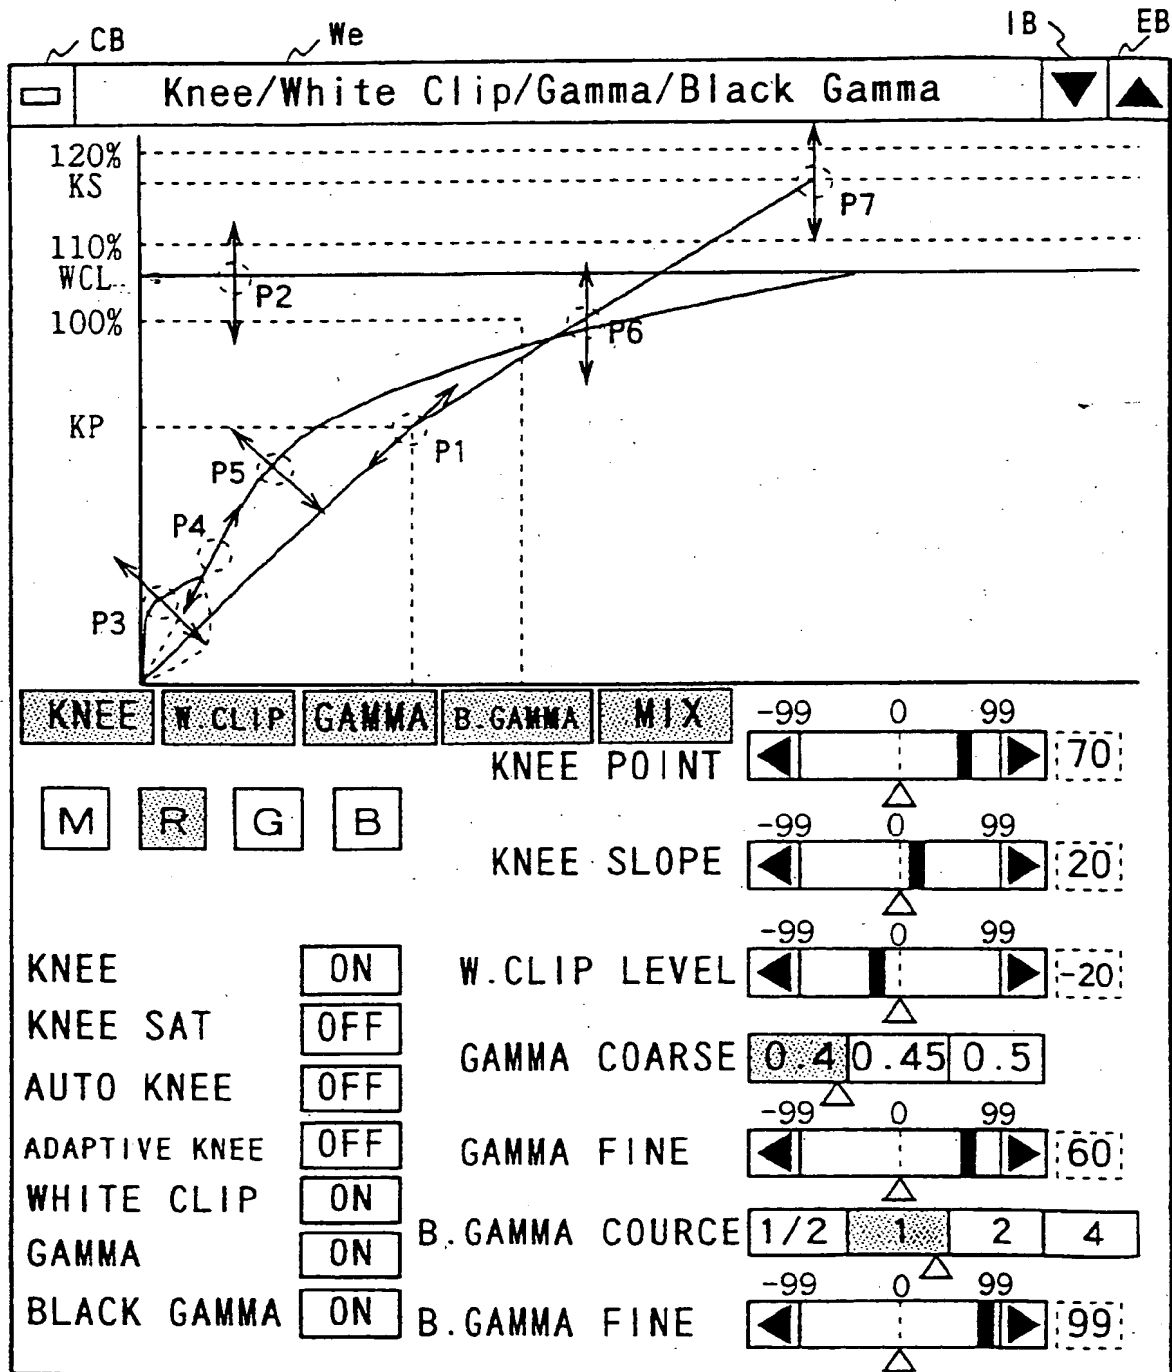 CB
We
IB
EB
Knee/White Clip/Gamma/Black Gamma
120%
KS
P7
110%
WCL
P2
100%
P6
KP
P1
P5
P4
P3
KNEE W.CLIP GAMMA B.GAMMA MIX
-99 0 99
KNEE POINT 70
M R G B
-99 0 99
KNEE SLOPE 20
-99 0 99
KNEE ON
W.CLIP LEVEL -20
KNEE SAT OFF
GAMMA COARSE 0.4 0.45 0.5
AUTO KNEE OFF
-99 0 99
ADAPTIVE KNEE OFF
GAMMA FINE 60
WHITE CLIP ON
B.GAMMA COURCE 1/2 1 2 4
GAMMA ON
-99 0 99
BLACK GAMMA ON
B.GAMMA FINE 99